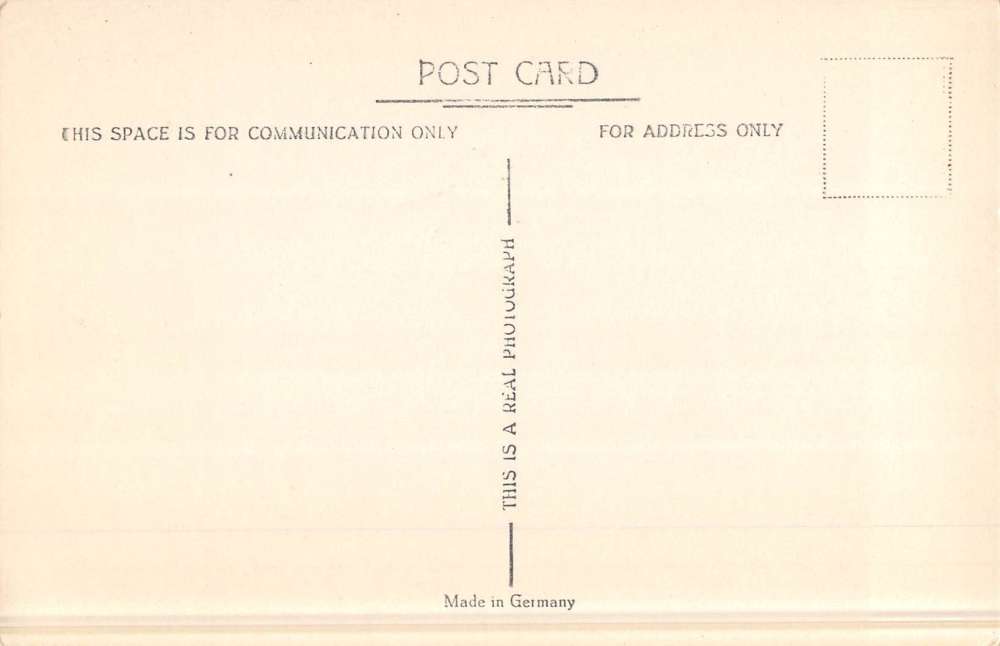 POST CARD
THIS SPACE IS FOR COMMUNICATION ONLY
FOR ADDRESS ONLY
THIS IS A REAL PHOTOGRAPH
Made in Germany